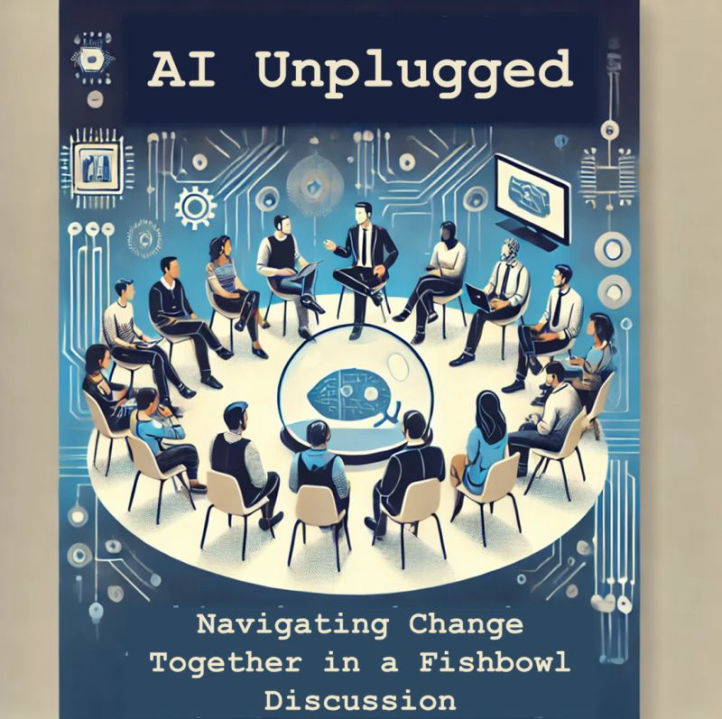 AI Unplugged
Navigating Change
Together in a Fishbowl
Discussion